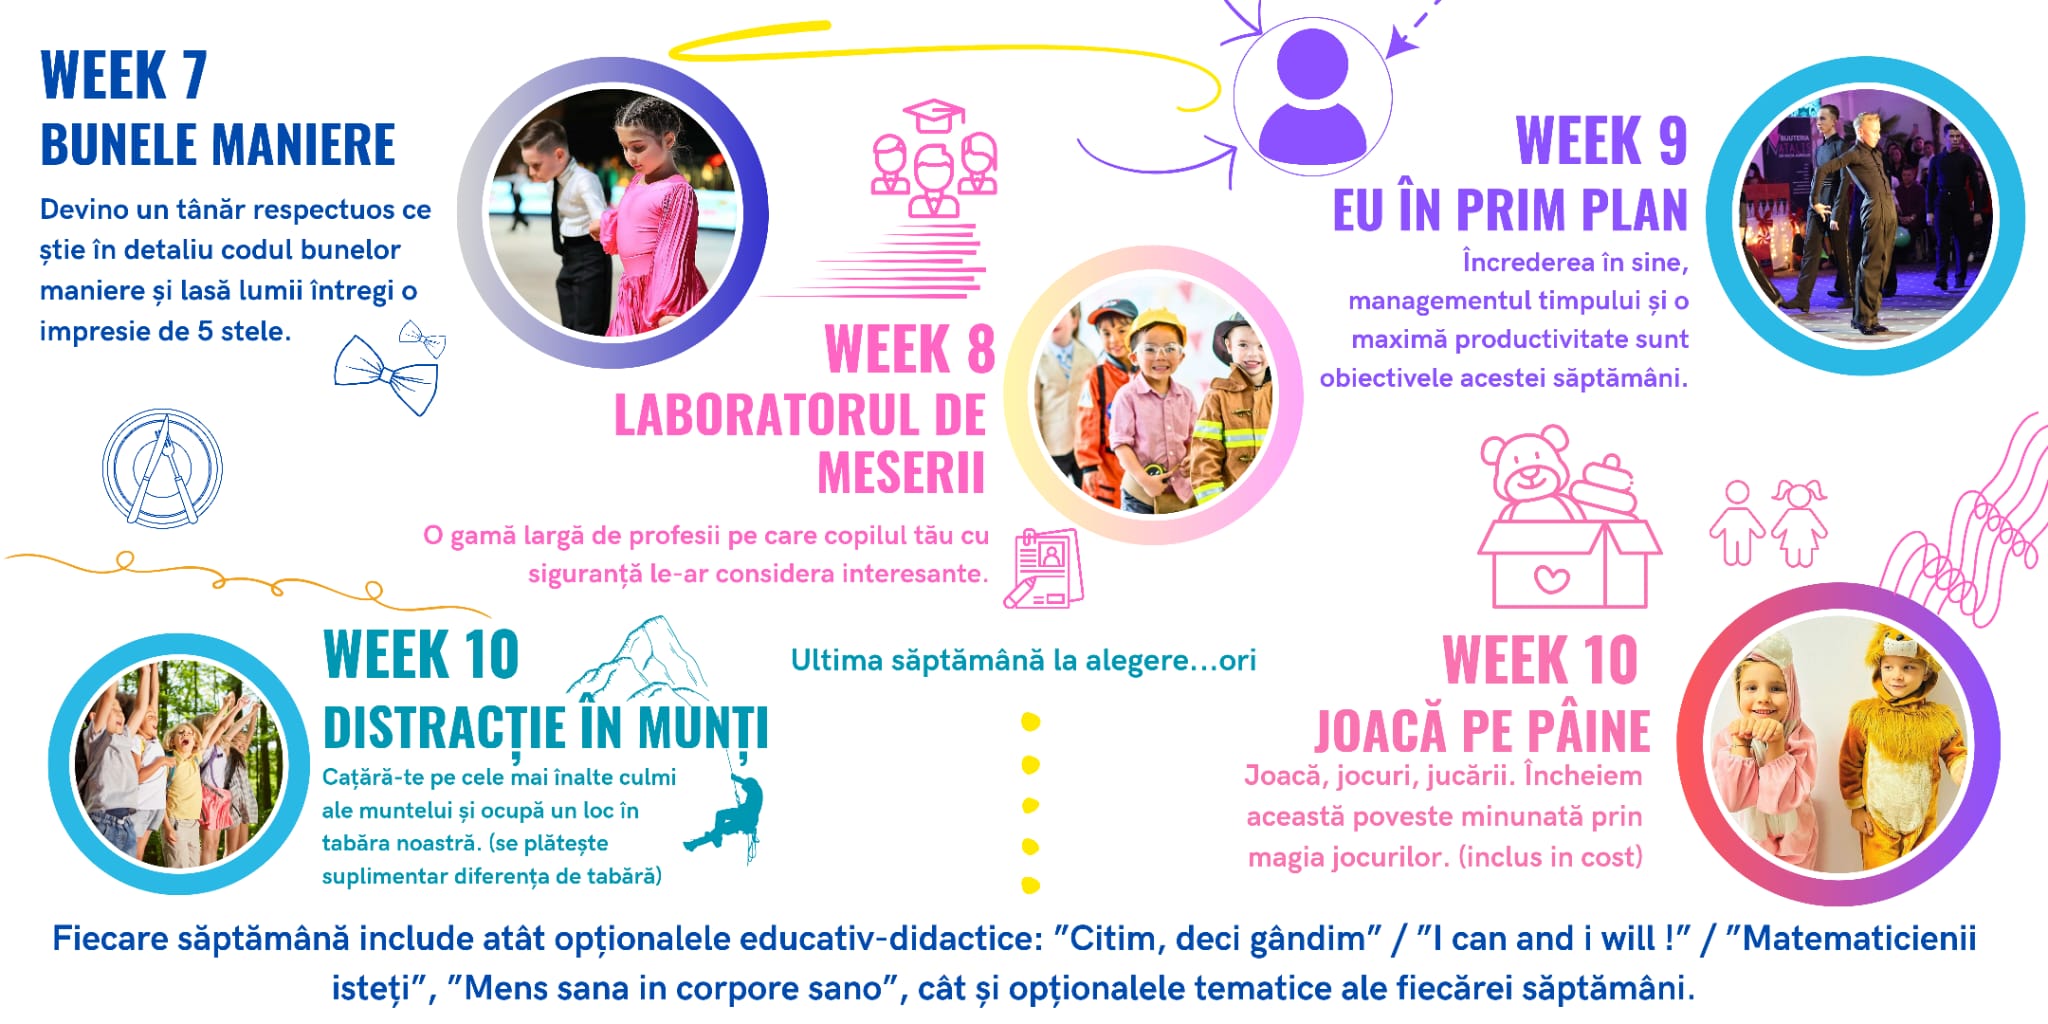 WEEK 7
BUNELE MANIERE
Devino un tânăr respectuos ce
știe în detaliu codul bunelor
maniere și lasă lumii întregi o
impresie de 5 stele.
WEEK 8
LABORATORUL DE
MESERII
O gamă largă de profesii pe care copilul tău cu
siguranță le-ar considera interesante.
WEEK 9
EU ÎN PRIM PLAN
Încrederea în sine,
managementul timpului și o
maximă productivitate sunt
obiectivele acestei săptămâni.
BIJUTERIA
WEEK 10
DISTRACȚIE ÎN MUNȚI
Cațără-te pe cele mai înalte culmi
ale muntelui și ocupă un loc în
tabăra noastră. (se plătește
suplimentar diferența de tabără)
Ultima săptămână la alegere...ori
WEEK 10
JOACĂ PE PÂINE
Joacă, jocuri, jucării. Încheiem
această poveste minunată prin
magia jocurilor. (inclus in cost)
Fiecare săptămână include atât opționalele educativ-didactice: ”Citim, deci gândim” / ”I can and i will !” / ”Matematicienii
isteți”, ”Mens sana in corpore sano”, cât și opționalele tematice ale fiecărei săptămâni.